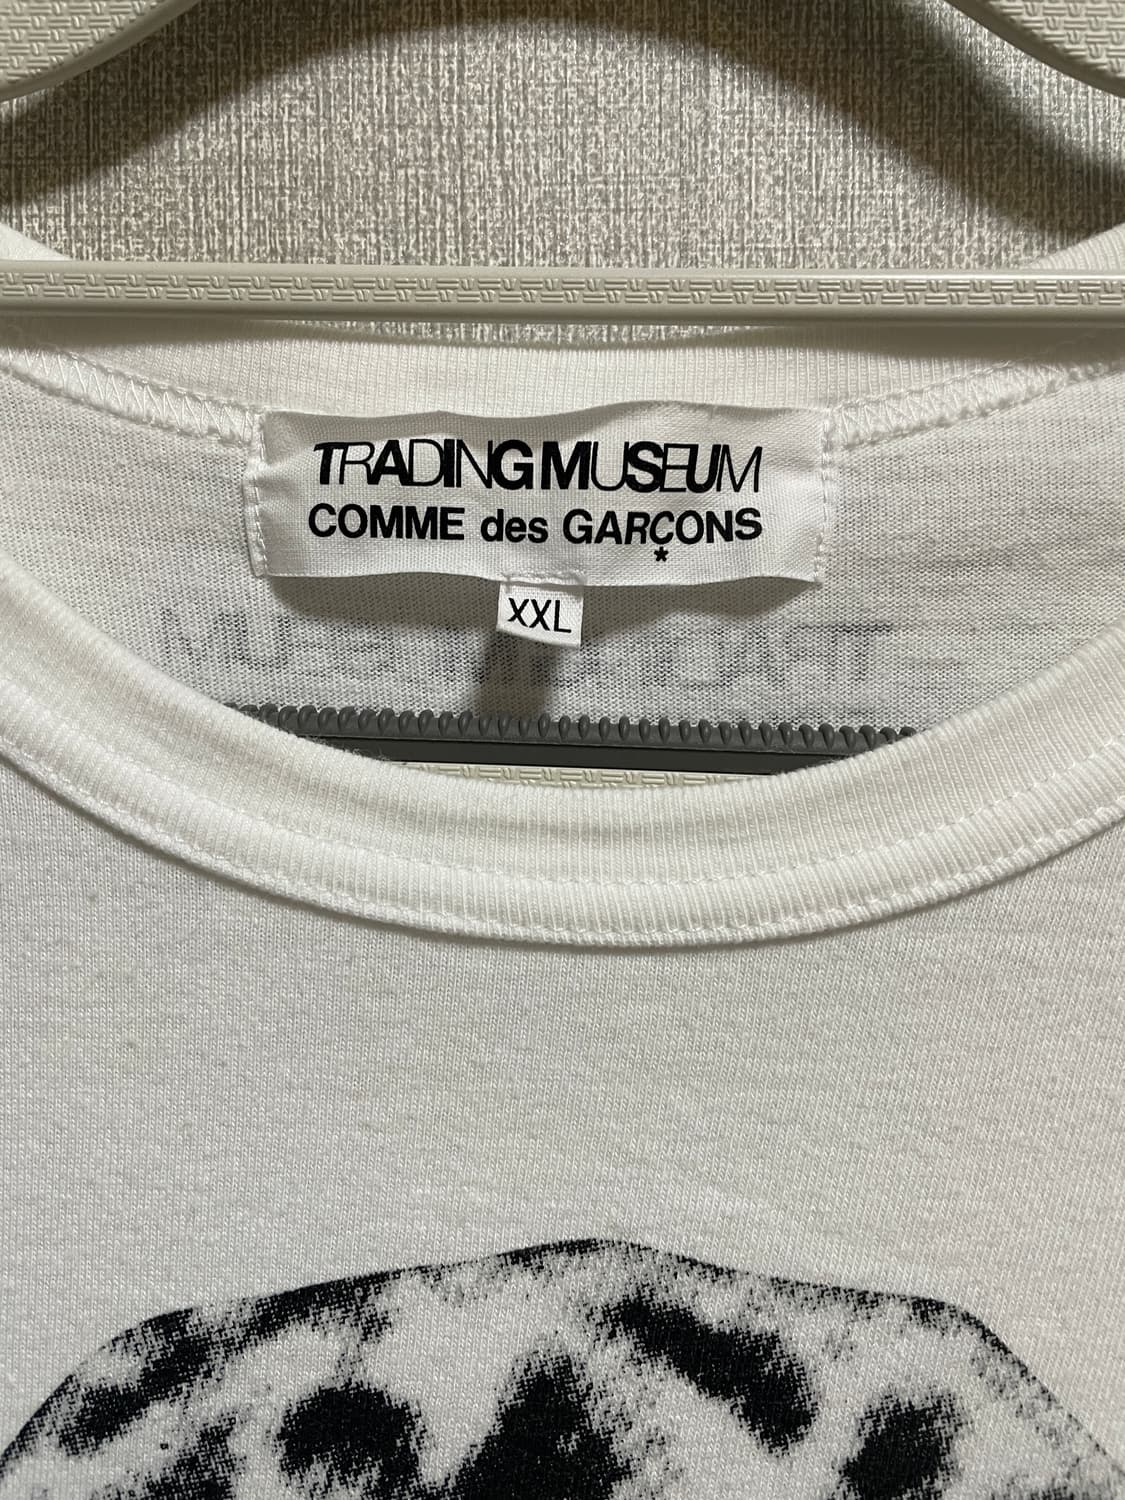 TRADING MUSEUM
COMME des GARÇONS
*
XXL